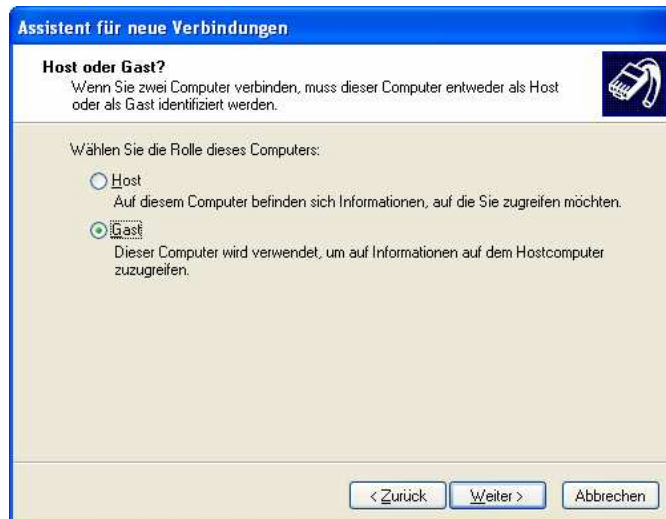 Assistent für neue Verbindungen
Host oder Gast?
Wenn Sie zwei Computer verbinden, muss dieser Computer entweder als Host
oder als Gast identifiziert werden.
Wählen Sie die Rolle dieses Computers:
Host
Auf diesem Computer befinden sich Informationen, auf die Sie zugreifen möchten.
Gast
Dieser Computer wird verwendet, um auf Informationen auf dem Hostcomputer
zuzugreifen.
< Zurück   Weiter >   Abbrechen